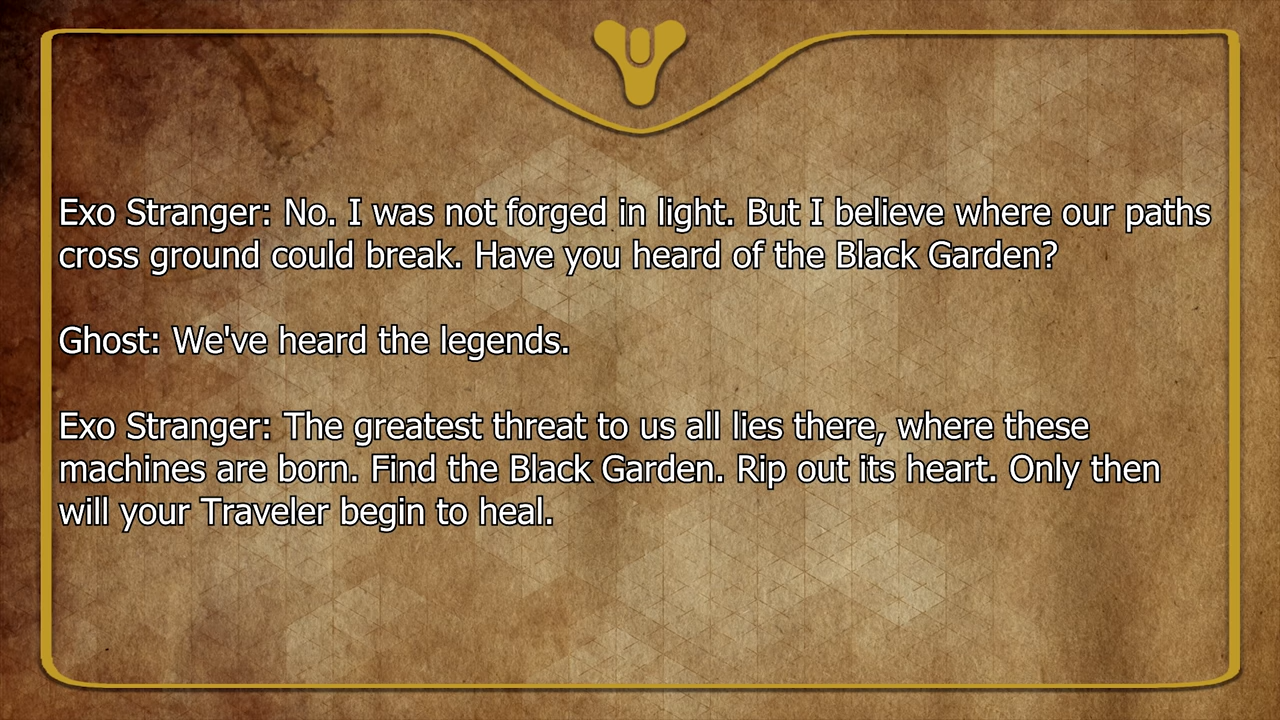 Exo Stranger: No. I was not forged in light. But I believe where our paths
cross ground could break. Have you heard of the Black Garden?
Ghost: We've heard the legends.
Exo Stranger: The greatest threat to us all lies there, where these
machines are born. Find the Black Garden. Rip out its heart. Only then
will your Traveler begin to heal.